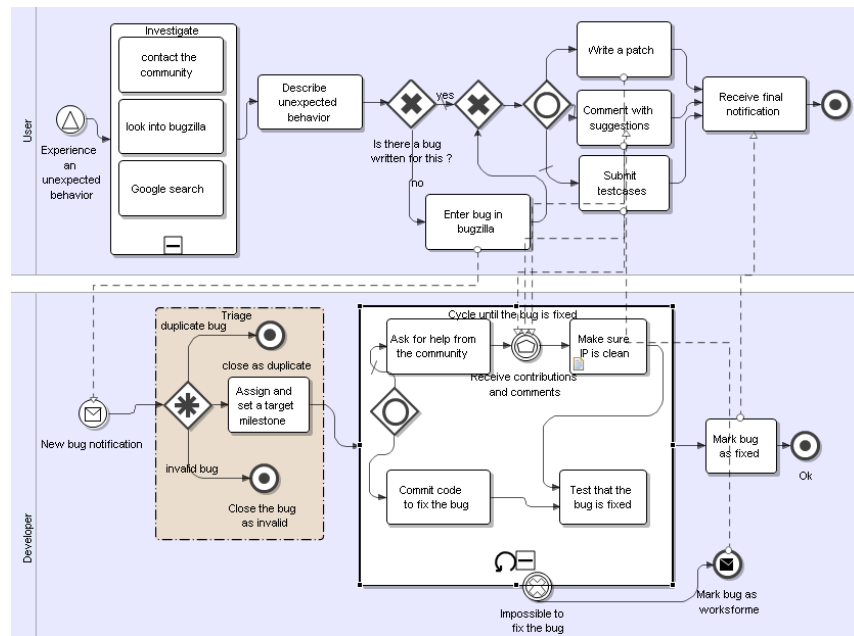 User
Experience
an
unexpected
behavior
Investigate
contact the
community
look into bugzilla
Google search
Describe
unexpected
behavior
Is there a bug
written for this ?
yes
no
Enter bug in
bugzilla
Write a patch
Comment with
suggestions
Submit
testcases
Receive final
notification
Developer
New bug notification
Triage
duplicate bug
close as duplicate
Assign and
set a target
milestone
invalid bug
Close the bug
as invalid
Cycle until the bug is fixed
Ask for help from
the community
Receive contributions
and comments
Make sure
IP is clean
Commit code
to fix the bug
Test that the
bug is fixed
Impossible to
fix the bug
Mark bug
as fixed
Ok
Mark bug as
worksforme